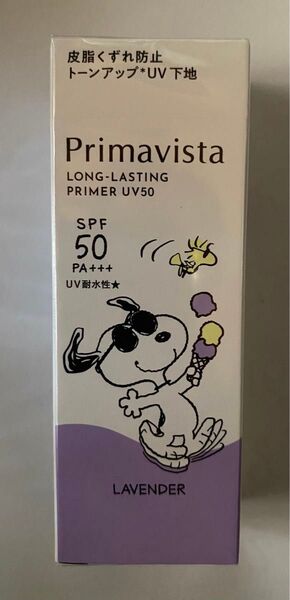 皮脂くずれ防止
トーンアップ*UV下地
Primavista
LONG-LASTING
PRIMER UV50
SPF
50
PA+++
UV耐水性★
LAVENDER